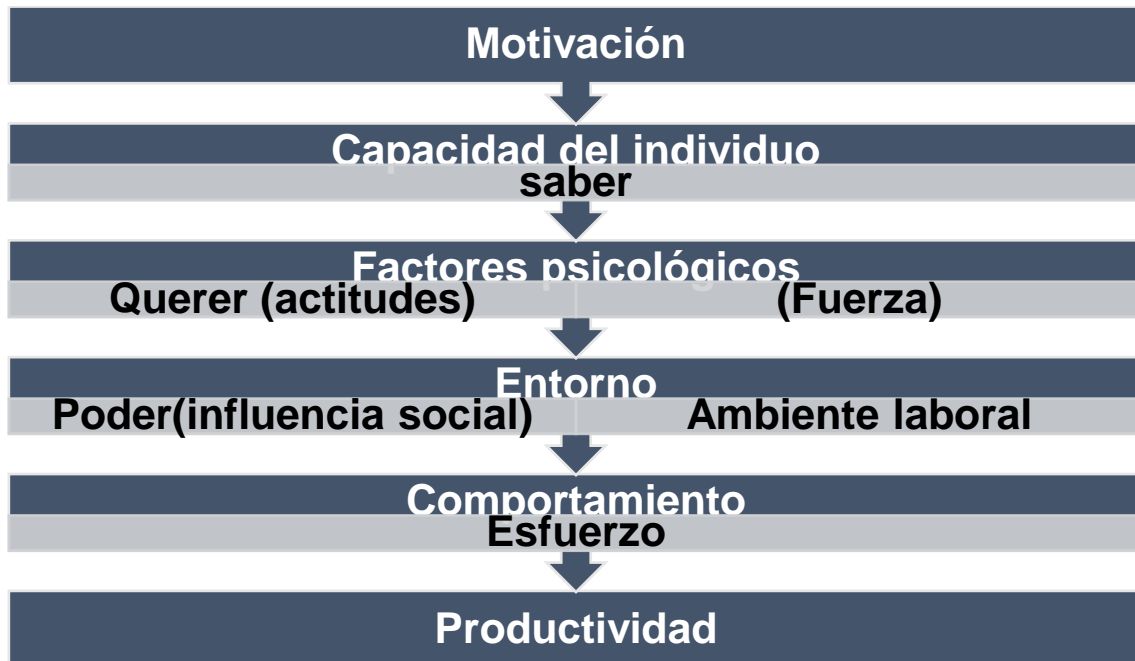 Motivación
Capacidad del individuo
saber
Factores psicológicos
Querer (actitudes) (Fuerza)
Entorno
Poder(influencia social) Ambiente laboral
Comportamiento
Esfuerzo
Productividad